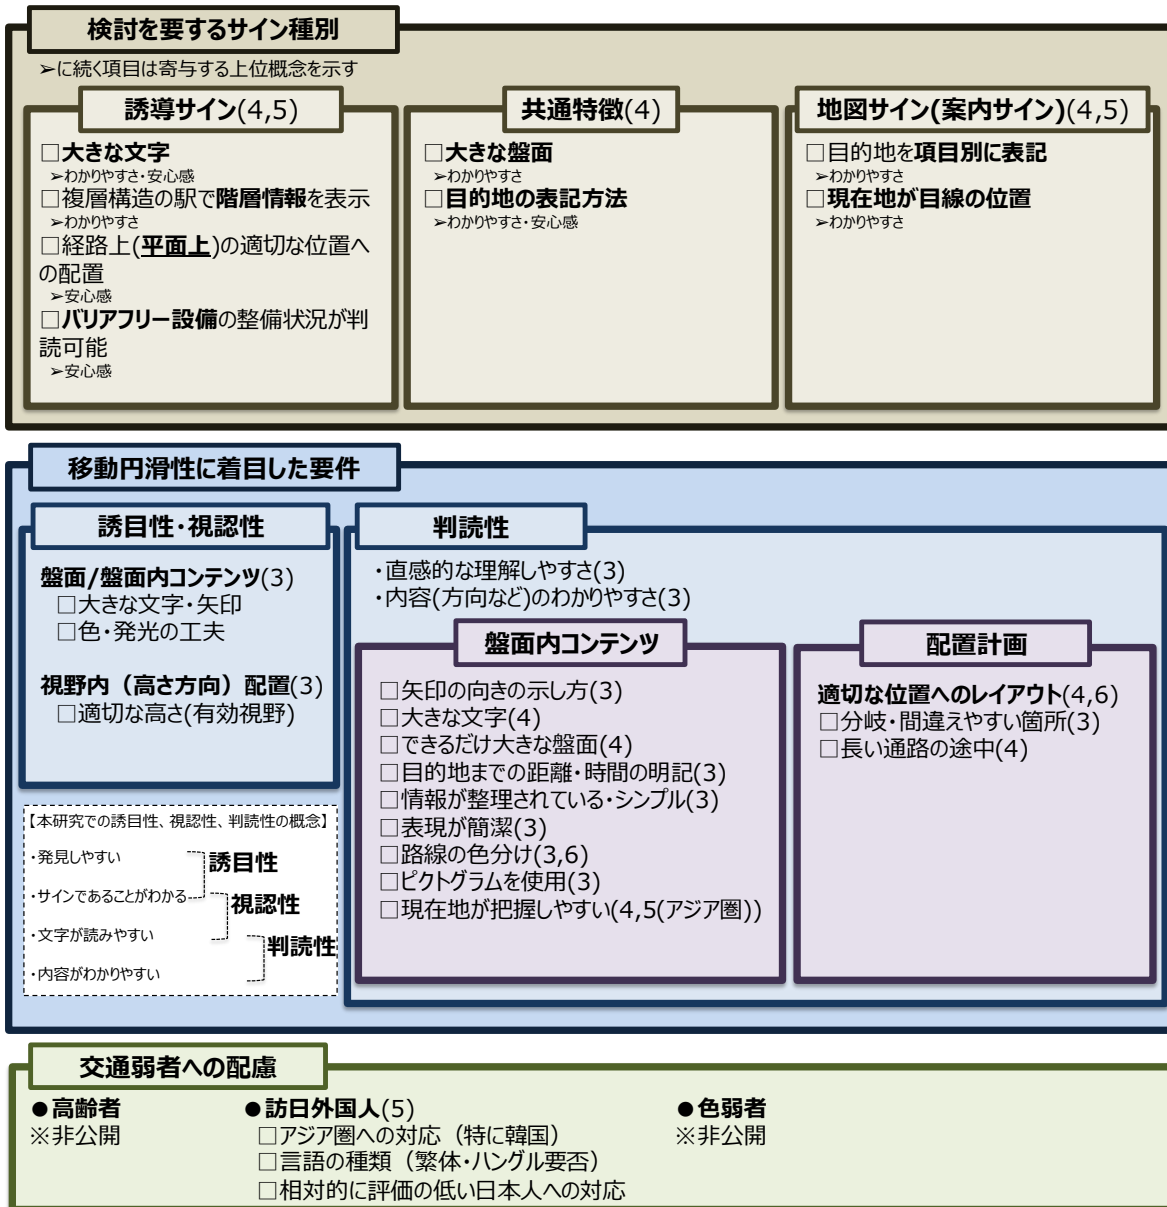 検討を要するサイン種別
➢に続く項目は寄与する上位概念を示す
誘導サイン(4,5)
□大きな文字
➢わかりやすさ・安心感
□複層構造の駅で階層情報を表示
➢わかりやすさ
□経路上(平面上)の適切な位置へ
の配置
➢安心感
□バリアフリー設備の整備状況が判
読可能
➢安心感
共通特徴(4)
□大きな盤面
➢わかりやすさ
□目的地の表記方法
➢わかりやすさ・安心感
地図サイン(案内サイン)(4,5)
□目的地を項目別に表記
➢わかりやすさ
□現在地が目線の位置
➢わかりやすさ
移動円滑性に着目した要件
誘目性・視認性
盤面/盤面内コンテンツ(3)
□大きな文字・矢印
□色・発光の工夫
視野内（高さ方向）配置(3)
□適切な高さ(有効視野)
【本研究での誘目性、視認性、判読性の概念】
・発見しやすい
誘目性
・サインであることがわかる
視認性
・文字が読みやすい
判読性
・内容がわかりやすい
判読性
・直感的な理解しやすさ(3)
・内容(方向など)のわかりやすさ(3)
盤面内コンテンツ
□矢印の向きの示し方(3)
□大きな文字(4)
□できるだけ大きな盤面(4)
□目的地までの距離・時間の明記(3)
□情報が整理されている・シンプル(3)
□表現が簡潔(3)
□路線の色分け(3,6)
□ピクトグラムを使用(3)
□現在地が把握しやすい(4,5(アジア圏))
配置計画
適切な位置へのレイアウト(4,6)
□分岐・間違えやすい箇所(3)
□長い通路の途中(4)
交通弱者への配慮
●高齢者
※非公開
●訪日外国人(5)
□アジア圏への対応（特に韓国）
□言語の種類（繁体・ハングル要否）
□相対的に評価の低い日本人への対応
●色弱者
※非公開